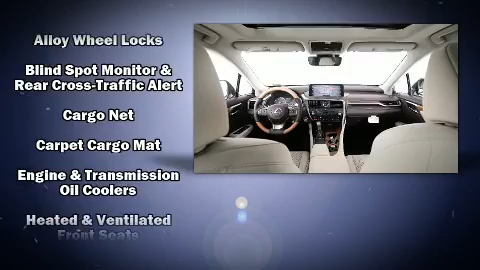 Alloy Wheel Locks
Blind Spot Monitor &
Rear Cross-Traffic Alert
Cargo Net
Carpet Cargo Mat
Engine & Transmission
Oil Coolers
Heated & Ventilated
Front Seats